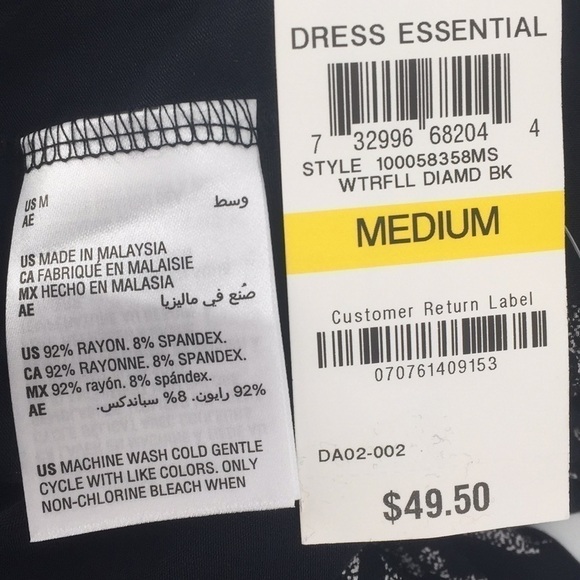 US M وسط
AE
US MADE IN MALAYSIA
CA FABRIQUÉ EN MALAISIE
MX HECHO EN MALASIA
AE صُنع في ماليزيا
US 92% RAYON. 8% SPANDEX.
CA 92% RAYONNE. 8% SPANDEX.
MX 92% rayón. 8% spándex.
AE 92% رايون. 8% سباندكس.
US MACHINE WASH COLD GENTLE
CYCLE WITH LIKE COLORS. ONLY
NON-CHLORINE BLEACH WHEN
DRESS ESSENTIAL
7 32996 68204 4
STYLE 100058358MS
WTRFLL DIAMD BK
MEDIUM
Customer Return Label
070761409153
DA02-002
$49.50